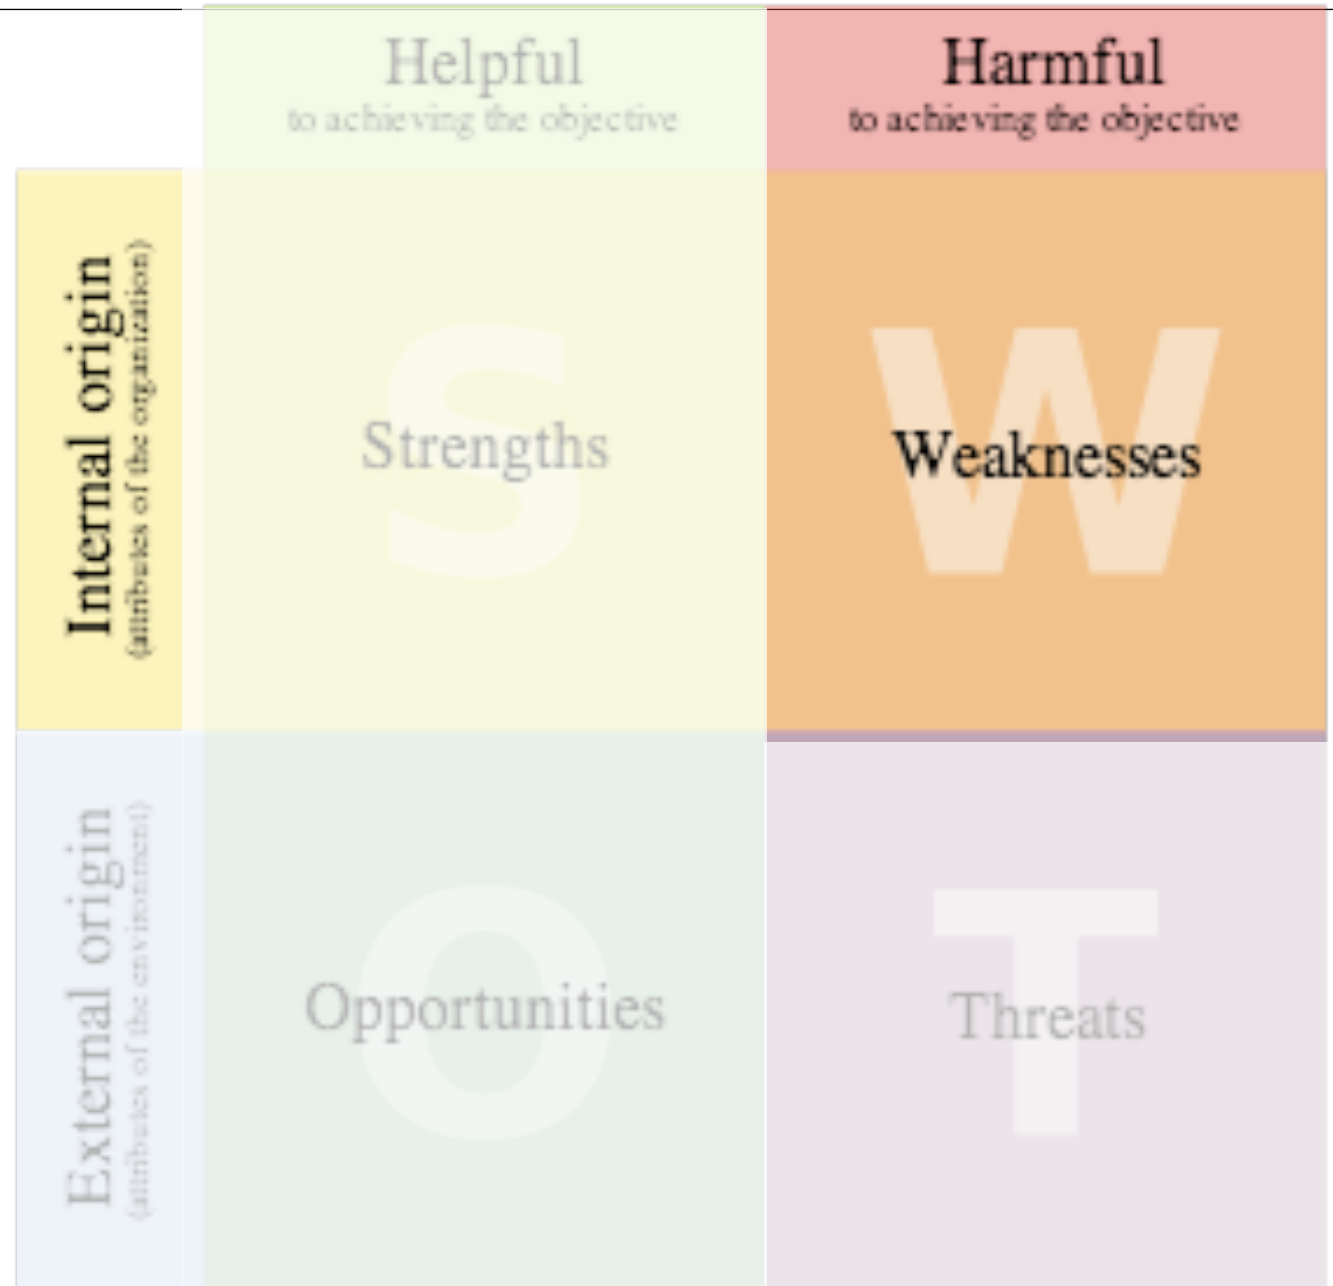 Helpful
to achieving the objective
Harmful
to achieving the objective
Internal origin
(attributes of the organization)
S
Strengths
W
Weaknesses
External origin
(attributes of the environment)
O
Opportunities
T
Threats